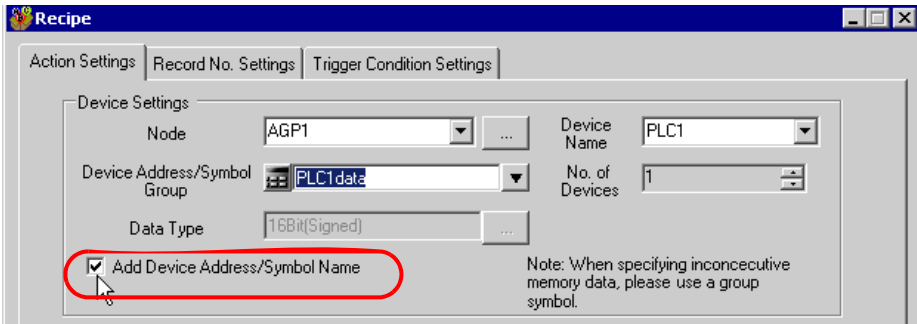 Recipe
Action Settings Record No. Settings Trigger Condition Settings
Device Settings
Node AGP1 ... Device Name PLC1
Device Address/Symbol Group PLC1data No. of Devices 1
Data Type 16Bit(Signed) ...
Add Device Address/Symbol Name
Note: When specifying inconcecutive
memory data, please use a group
symbol.